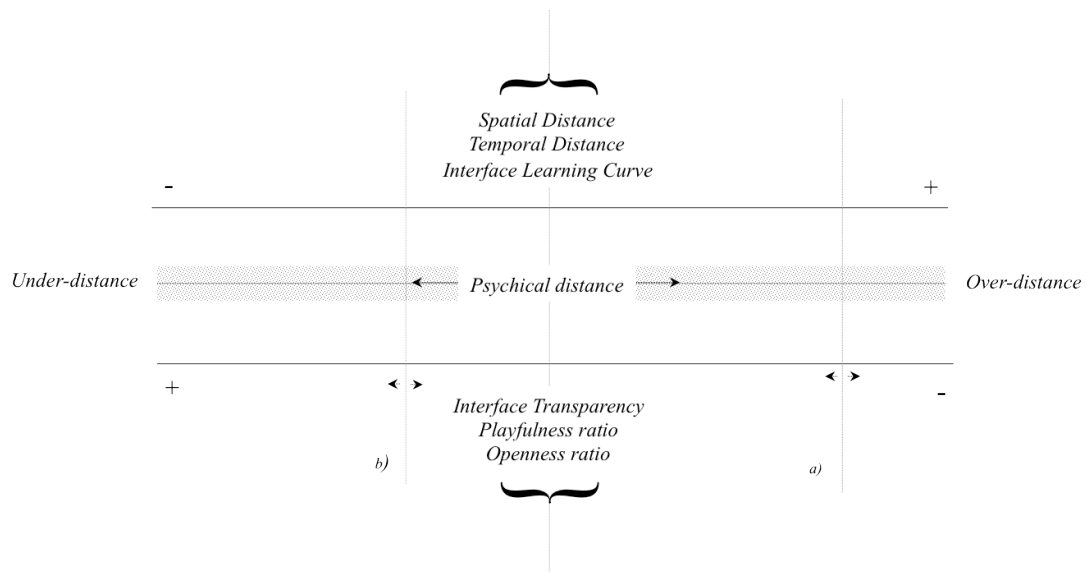 Spatial Distance
Temporal Distance
Interface Learning Curve
- +
Under-distance Psychical distance Over-distance
+ -
Interface Transparency
Playfulness ratio
Openness ratio
b) a)